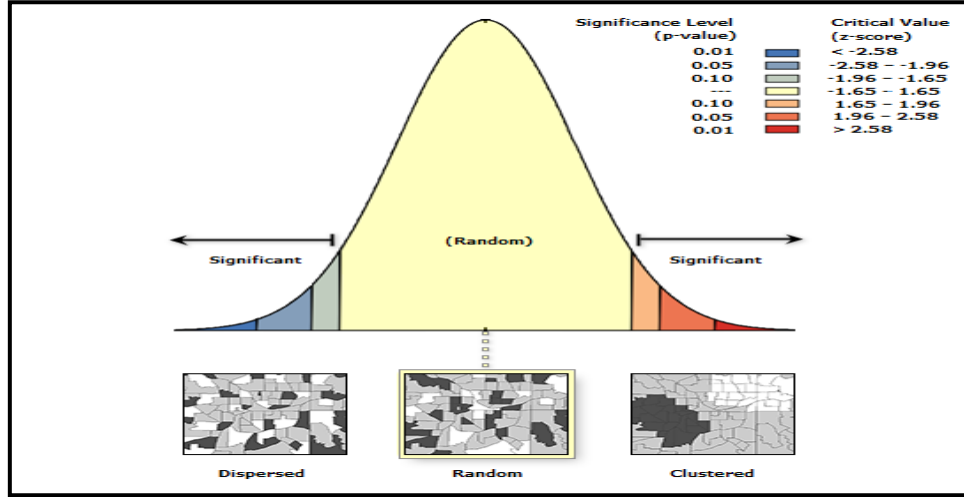 Significance Level
(p-value)
Critical Value
(z-score)
0.01 < -2.58
0.05 -2.58 – -1.96
0.10 -1.96 – -1.65
--- -1.65 – 1.65
0.10 1.65 – 1.96
0.05 1.96 – 2.58
0.01 > 2.58
(Random)
Significant
Significant
Dispersed
Random
Clustered